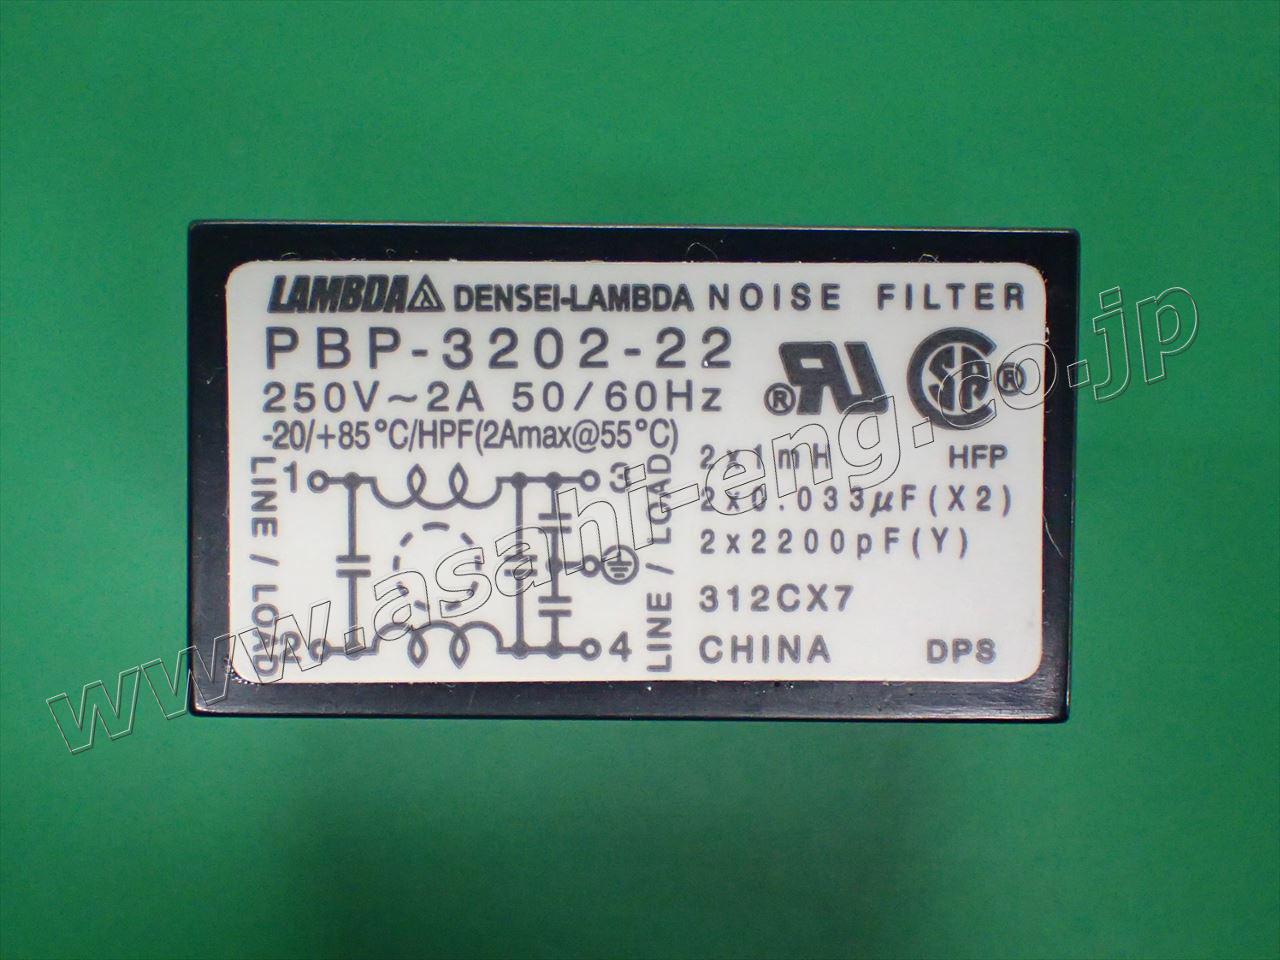 LAMBDA DENSEI-LAMBDA NOISE FILTER
PBP-3202-22
250V~2A 50/60Hz
-20/+85°C/HPF(2Amax@55°C)
® UR
SA ®
LINE / LOAD
1
3
2
4
LINE / LOAD
2x1mH HFP
2x0.033µF(X2)
2x2200pF(Y)
312CX7
CHINA DPS
www.asahi-eng.co.jp